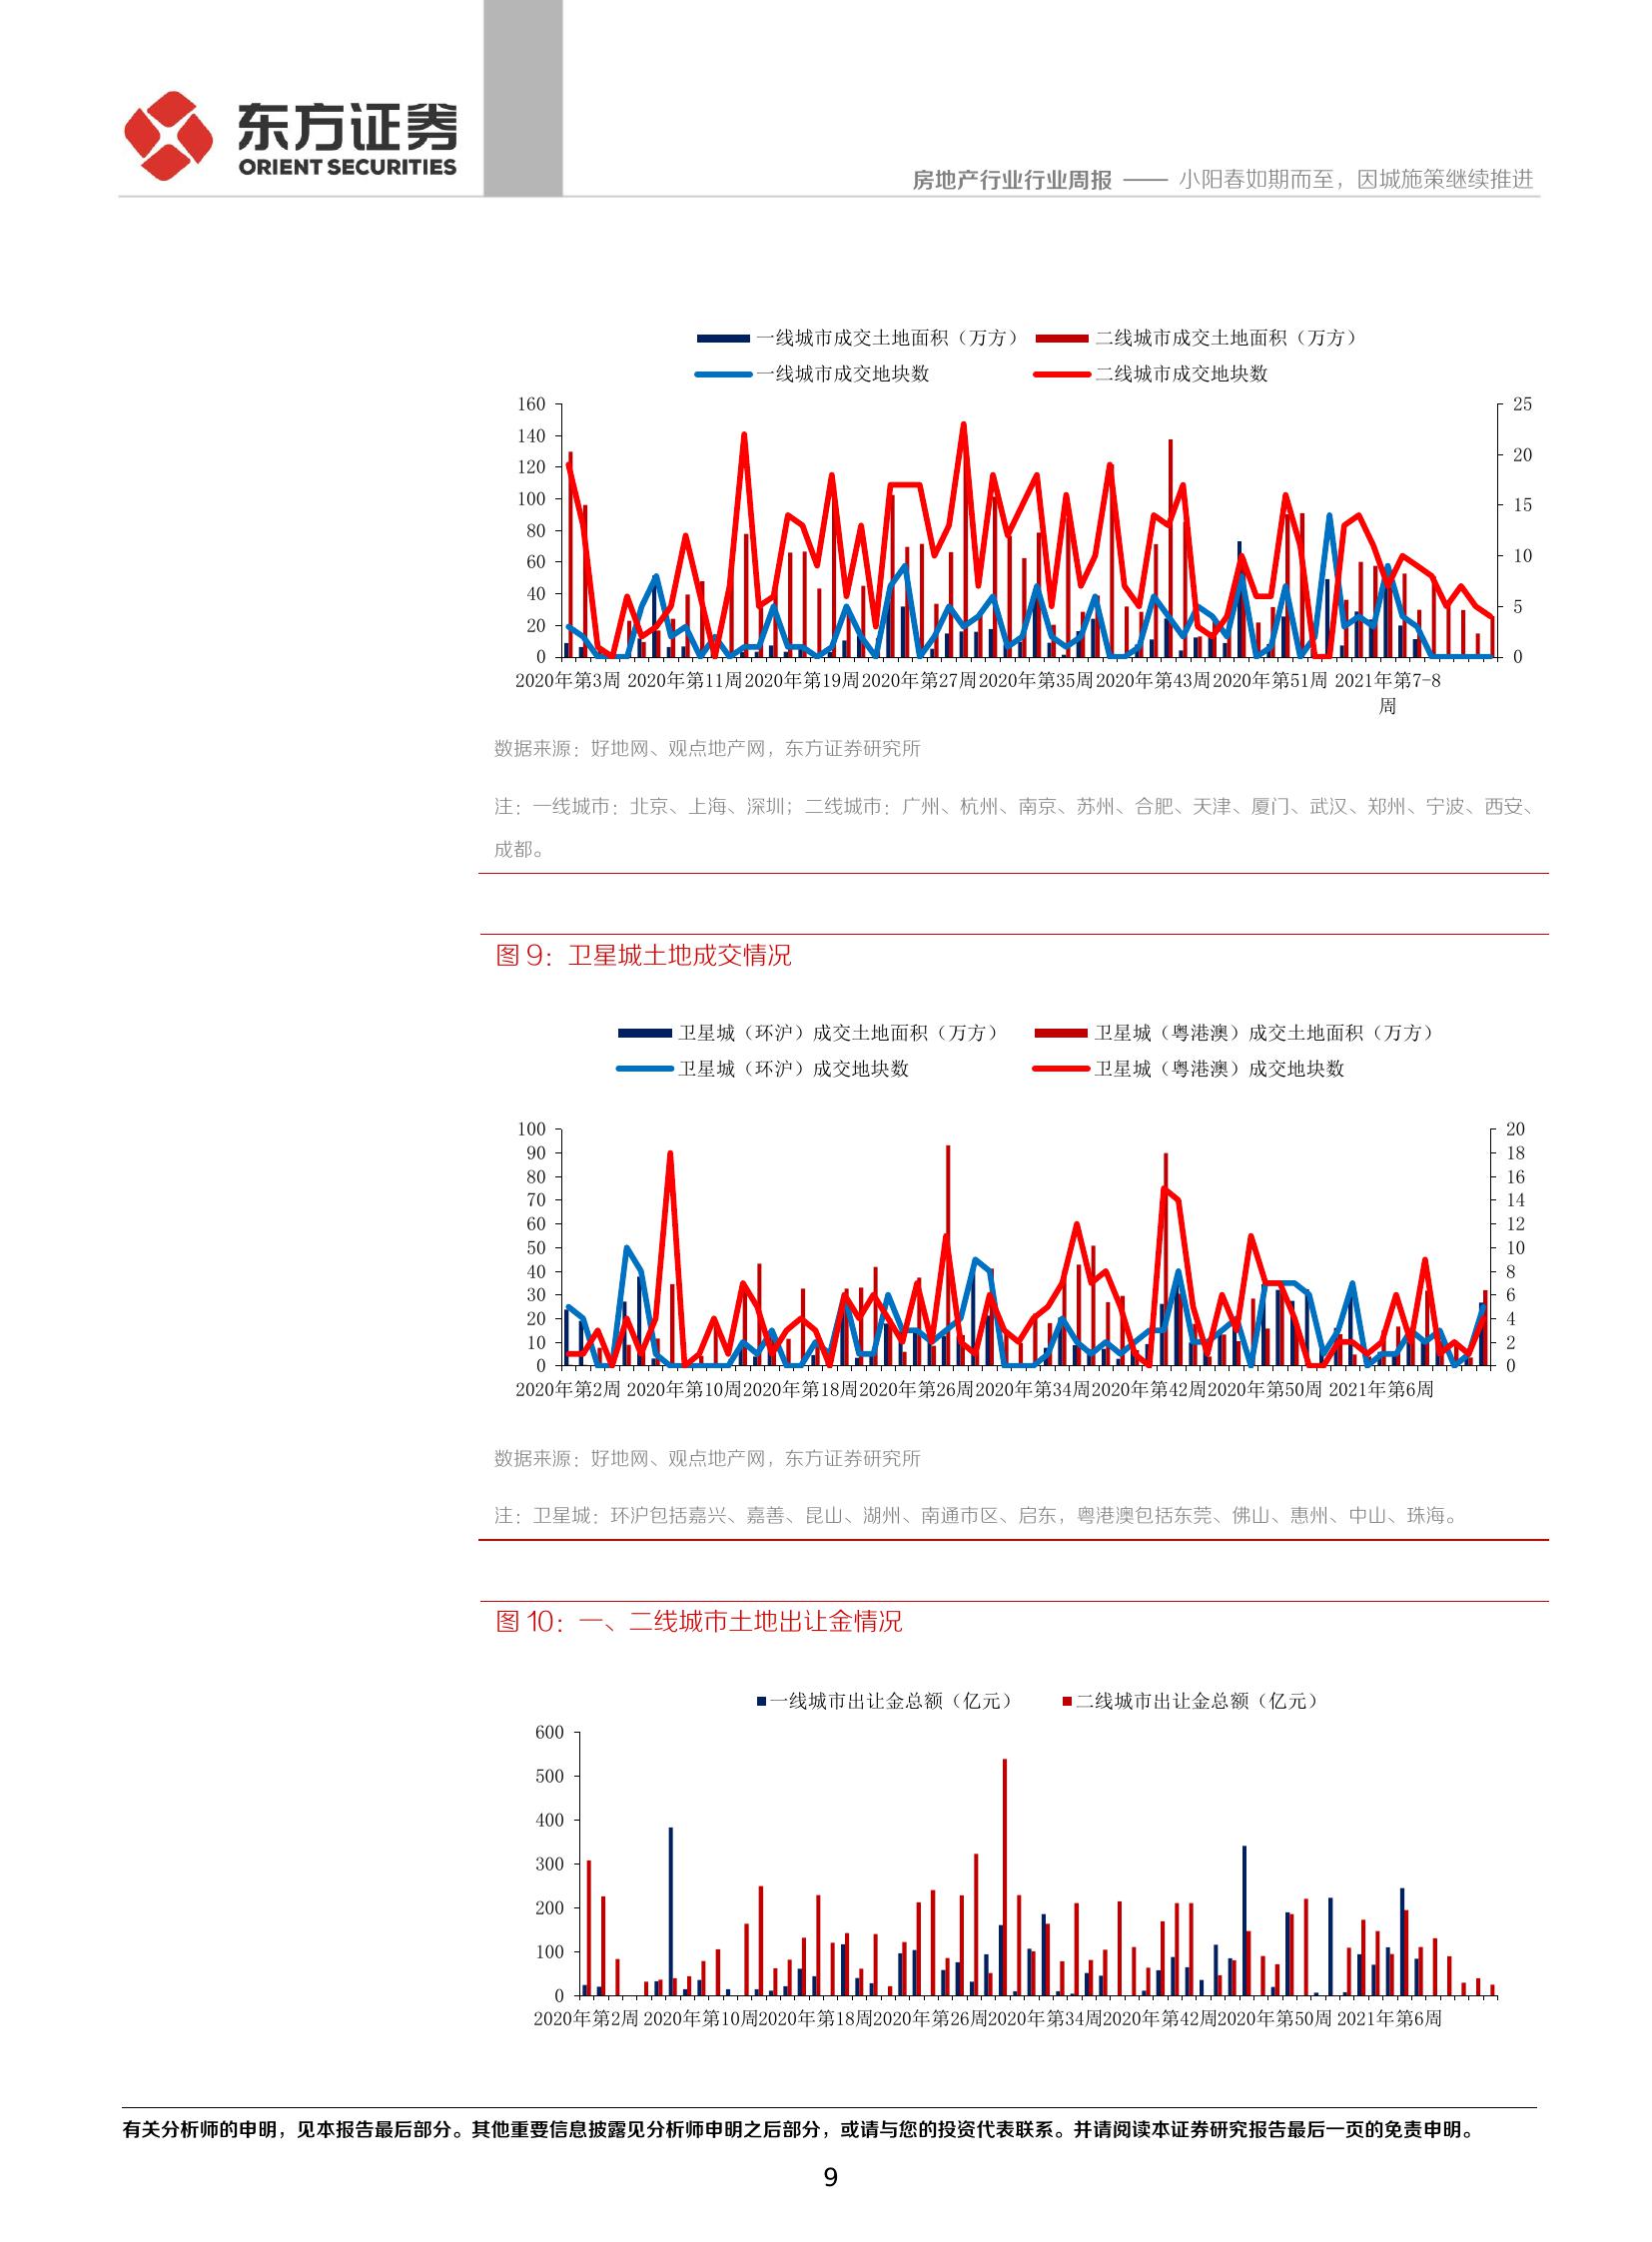 东方证券
ORIENT SECURITIES
房地产行业行业周报 —— 小阳春如期而至，因城施策继续推进
一线城市成交土地面积（万方） 二线城市成交土地面积（万方）
一线城市成交地块数 二线城市成交地块数
160 25
140
120 20
100 15
80
60 10
40
20 5
0 0
2020年第3周 2020年第11周 2020年第19周 2020年第27周 2020年第35周 2020年第43周 2020年第51周 2021年第7-8
周
数据来源：好地网、观点地产网，东方证券研究所
注：一线城市：北京、上海、深圳；二线城市：广州、杭州、南京、苏州、合肥、天津、厦门、武汉、郑州、宁波、西安、
成都。
图 9：卫星城土地成交情况
卫星城（环沪）成交土地面积（万方） 卫星城（粤港澳）成交土地面积（万方）
卫星城（环沪）成交地块数 卫星城（粤港澳）成交地块数
100 20
90 18
80 16
70 14
60 12
50 10
40 8
30 6
20 4
10 2
0 0
2020年第2周 2020年第10周 2020年第18周 2020年第26周 2020年第34周 2020年第42周 2020年第50周 2021年第6周
数据来源：好地网、观点地产网，东方证券研究所
注：卫星城：环沪包括嘉兴、嘉善、昆山、湖州、南通市区、启东，粤港澳包括东莞、佛山、惠州、中山、珠海。
图 10：一、二线城市土地出让金情况
一线城市出让金总额（亿元） 二线城市出让金总额（亿元）
600
500
400
300
200
100
0
2020年第2周 2020年第10周 2020年第18周 2020年第26周 2020年第34周 2020年第42周 2020年第50周 2021年第6周
有关分析师的申明，见本报告最后部分。其他重要信息披露见分析师申明之后部分，或请与您的投资代表联系。并请阅读本证券研究报告最后一页的免责申明。
9